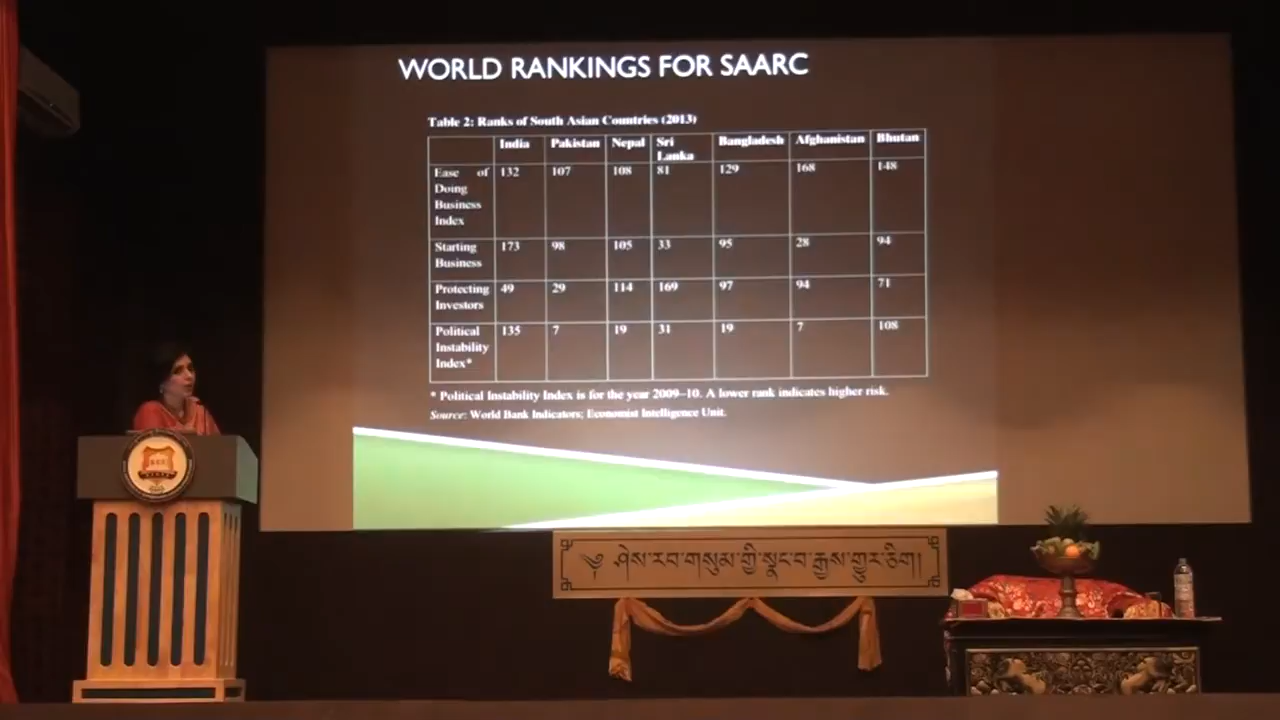 WORLD RANKINGS FOR SAARC
Table 2: Ranks of South Asian Countries (2013)
India Pakistan Nepal Sri Lanka Bangladesh Afghanistan Bhutan
Ease of Doing Business Index 132 107 108 81 129 168 148
Starting Business 173 98 105 33 95 28 94
Protecting Investors 49 29 114 169 97 94 71
Political Instability Index* 135 7 19 31 19 7 108
* Political Instability Index is for the year 2009–10. A lower rank indicates higher risk.
Source: World Bank Indicators; Economist Intelligence Unit.
༄ ཤེས་རབ་གསུམ་གྱི་སྣང་བ་རྒྱས་གྱུར་ཅིག།